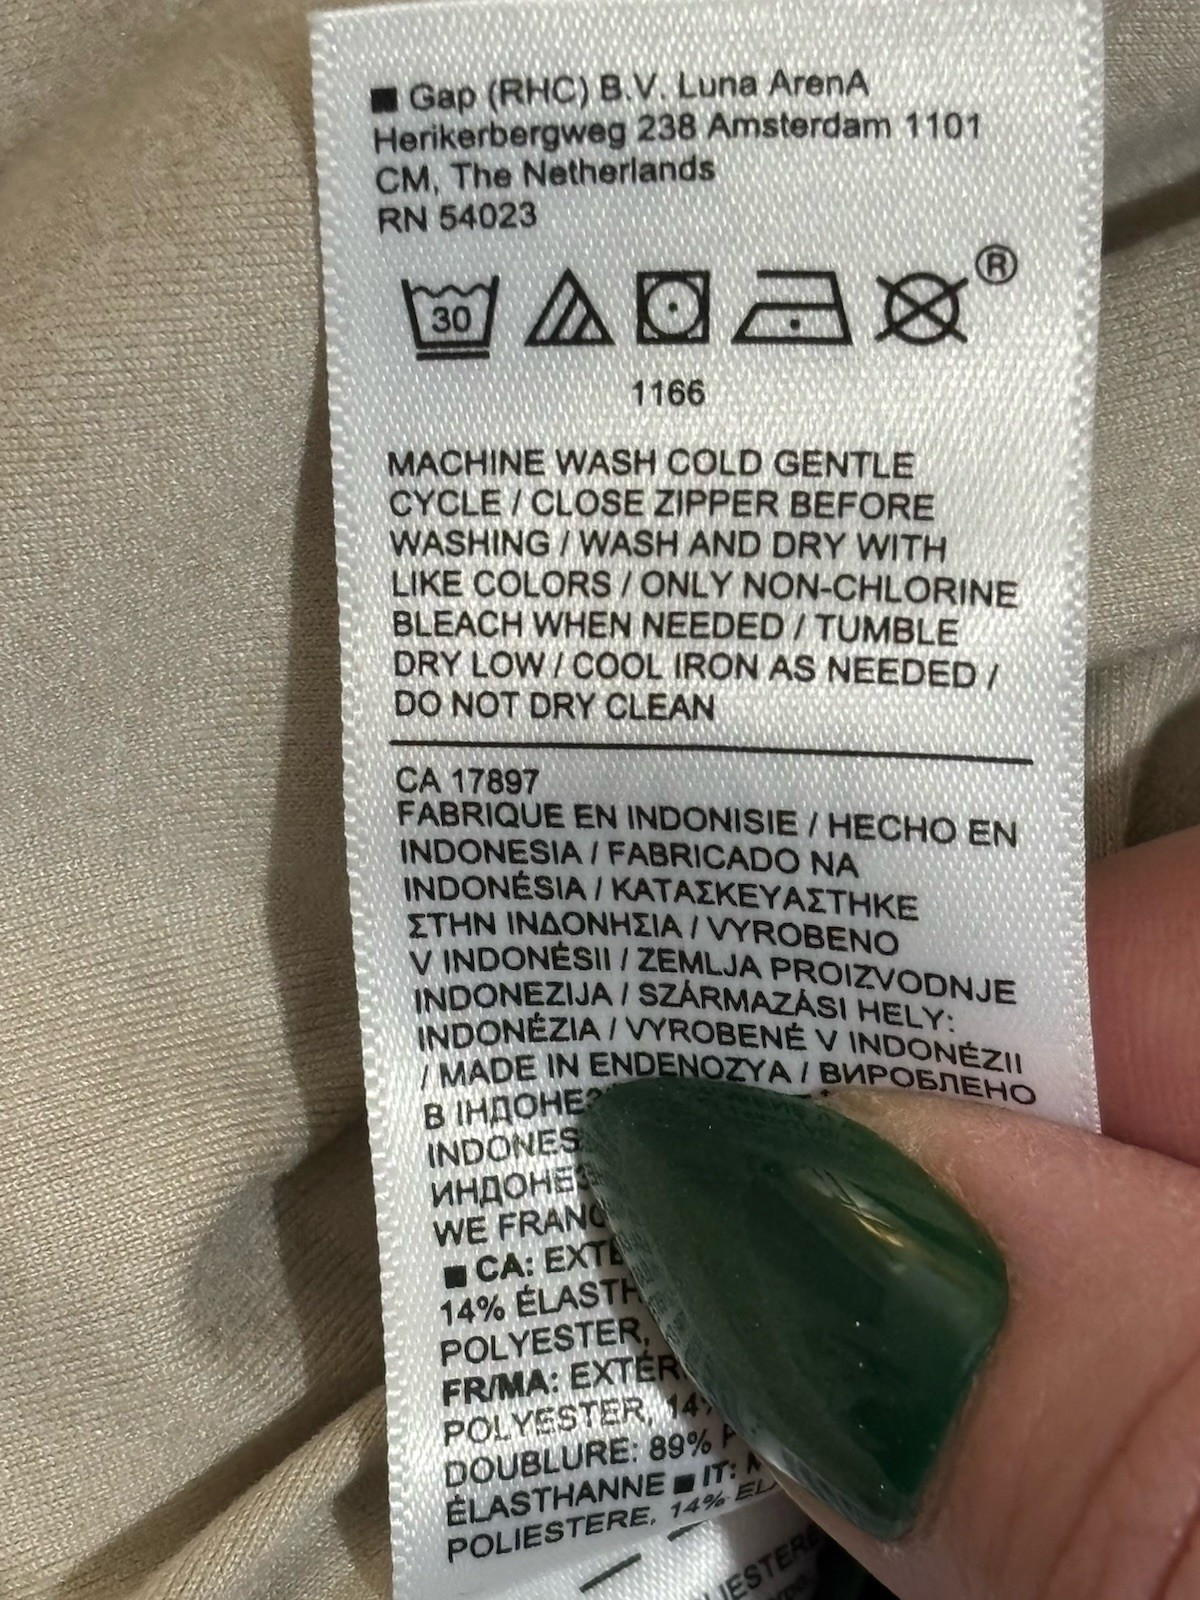 ■ Gap (RHC) B.V. Luna ArenA
Herikerbergweg 238 Amsterdam 1101
CM, The Netherlands
RN 54023
30
®
1166
MACHINE WASH COLD GENTLE
CYCLE / CLOSE ZIPPER BEFORE
WASHING / WASH AND DRY WITH
LIKE COLORS / ONLY NON-CHLORINE
BLEACH WHEN NEEDED / TUMBLE
DRY LOW / COOL IRON AS NEEDED /
DO NOT DRY CLEAN
CA 17897
FABRIQUE EN INDONISIE / HECHO EN
INDONESIA / FABRICADO NA
INDONÉSIA / ΚΑΤΑΣΚΕΥΑΣΤΗΚΕ
ΣΤΗΝ ΙΝΔΟΝΗΣΙΑ / VYROBENO
V INDONÉSII / ZEMLJA PROIZVODNJE
INDONEZIJA / SZÁRMAZÁSI HELY:
INDONÉZIA / VYROBENÉ V INDONÉZII
/ MADE IN ENDENOZYA / ВИРОБЛЕНО
В
WE
■ CA:
14%
POLYESTER,
FR/MA:
POLYESTER,
DOUBLURE: 89%
ÉLASTHANNE ■ IT:
POLIESTERE, 14%